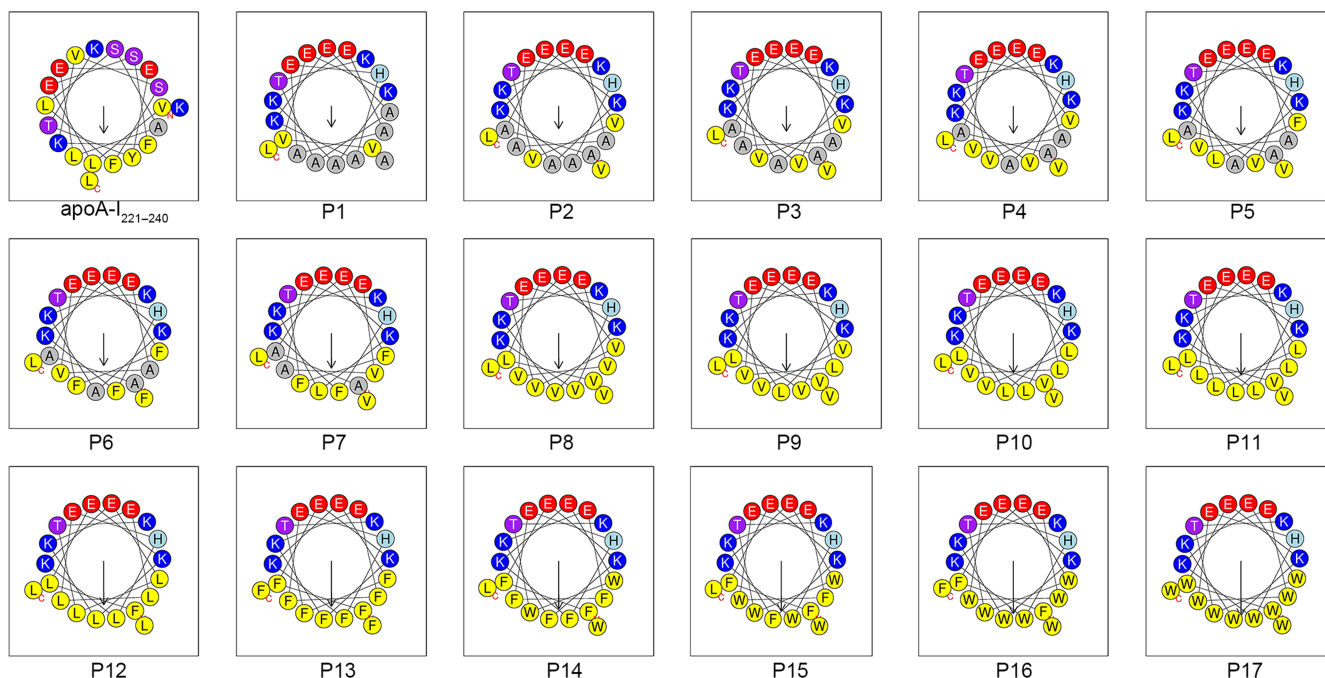 V K S S E S V N K A F Y F L L L C K T L E E
apoA-I221–240
T E E E E K H K A A V A A A A A V L C K K
P1
T E E E E K H K V A A V A A V A A L C K K
P2
T E E E E K H K V A A V V A V A A L C K K
P3
T E E E E K H K V A A V V A V V A L C K K
P4
T E E E E K H K F A A V V A L V A L C K K
P5
T E E E E K H K F A A F F A F V A L C K K
P6
T E E E E K H K F V A V F L F A A L C K K
P7
T E E E E K H K V V V V V V V V L L C K K
P8
T E E E E K H K V L V V V L V V L L C K K
P9
T E E E E K H K L L V V L L V V L L C K K
P10
T E E E E K H K L L V V L L L L L L C K K
P11
T E E E E K H K L L F L L L L L L L C K K
P12
T E E E E K H K F F F F F F F F F F C K K
P13
T E E E E K H K W F F W F F W F F L C K K
P14
T E E E E K H K W F F W W F W W F L C K K
P15
T E E E E K H K W W F W W W W W F F C K K
P16
T E E E E K H K W W W W W W W W W W C K K
P17